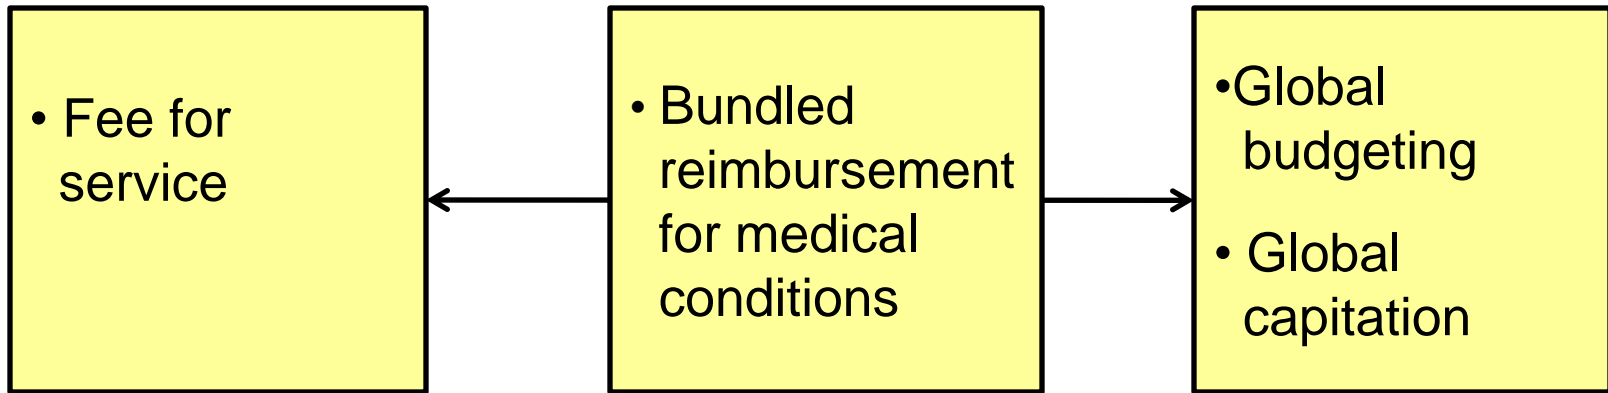 • Fee for
service
• Bundled
reimbursement
for medical
conditions
•Global
budgeting
• Global
capitation